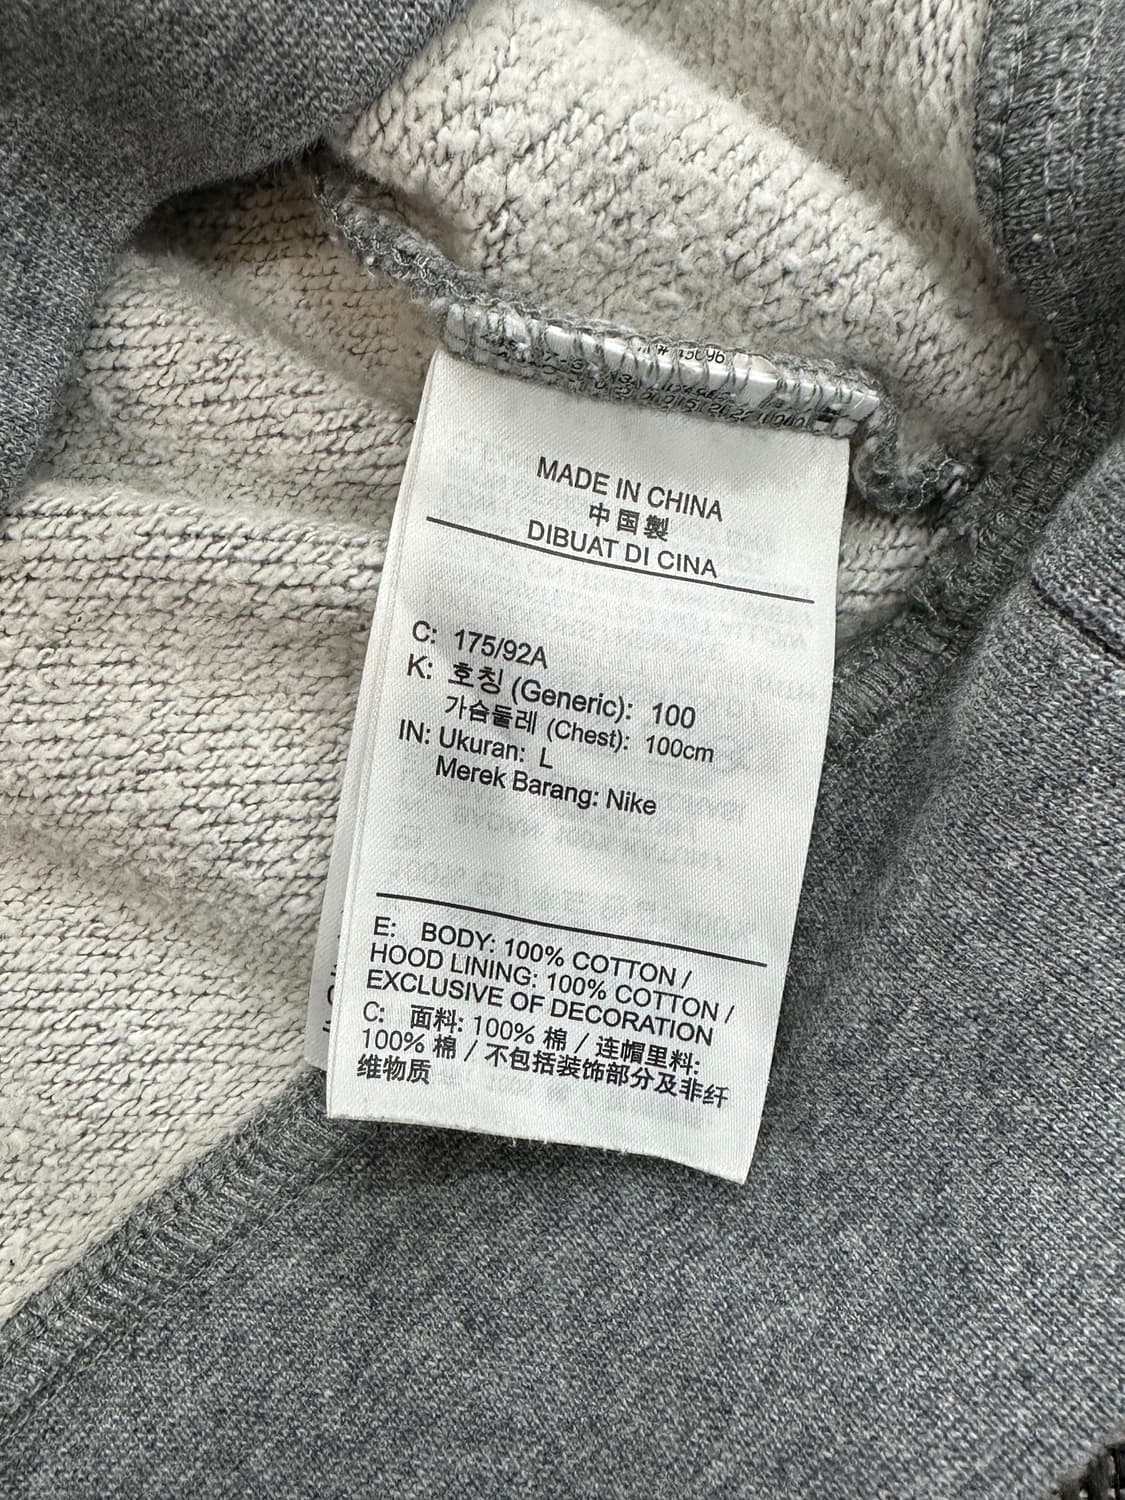 MADE IN CHINA
中国製
DIBUAT DI CINA
C: 175/92A
K: 호칭 (Generic): 100
가슴둘레 (Chest): 100cm
IN: Ukuran: L
Merek Barang: Nike
E: BODY: 100% COTTON /
HOOD LINING: 100% COTTON /
EXCLUSIVE OF DECORATION
C: 面料: 100% 棉 / 连帽里料:
100% 棉 / 不包括装饰部分及非纤
维物质